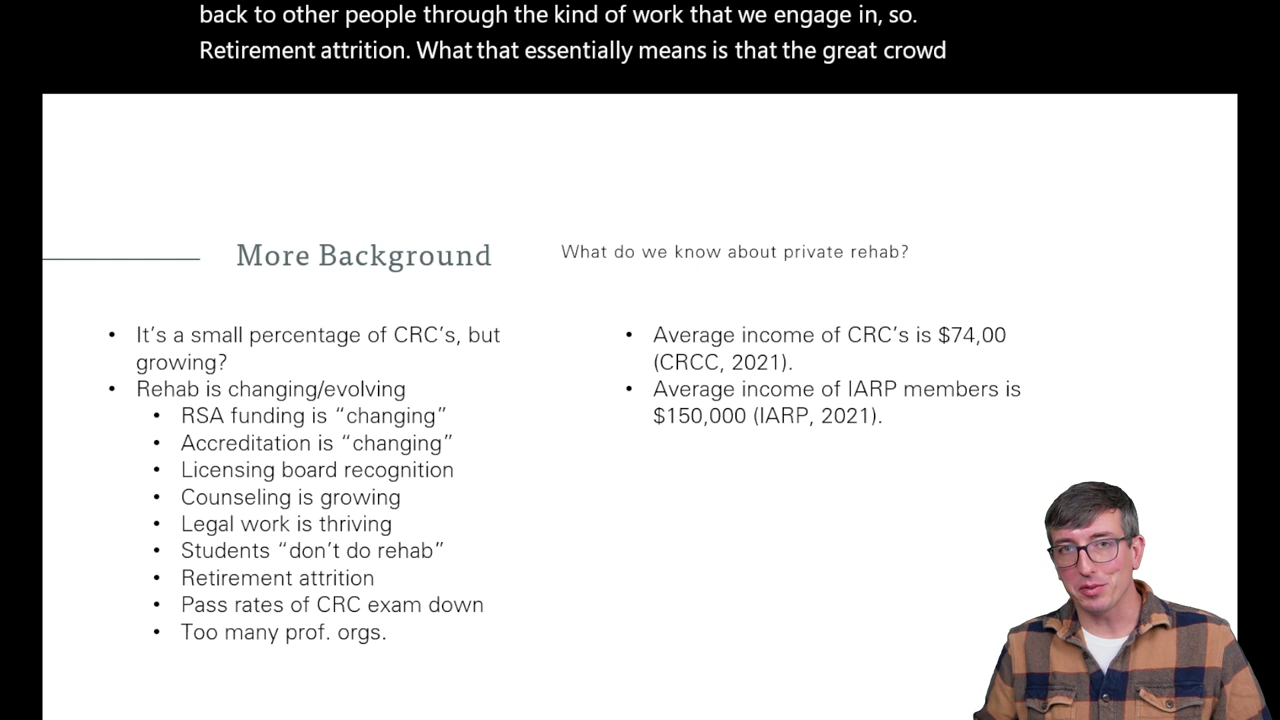 back to other people through the kind of work that we engage in, so.
Retirement attrition. What that essentially means is that the great crowd
More Background
What do we know about private rehab?
• It's a small percentage of CRC's, but
growing?
• Rehab is changing/evolving
• RSA funding is “changing”
• Accreditation is “changing”
• Licensing board recognition
• Counseling is growing
• Legal work is thriving
• Students “don't do rehab”
• Retirement attrition
• Pass rates of CRC exam down
• Too many prof. orgs.
• Average income of CRC's is $74,00
(CRCC, 2021).
• Average income of IARP members is
$150,000 (IARP, 2021).